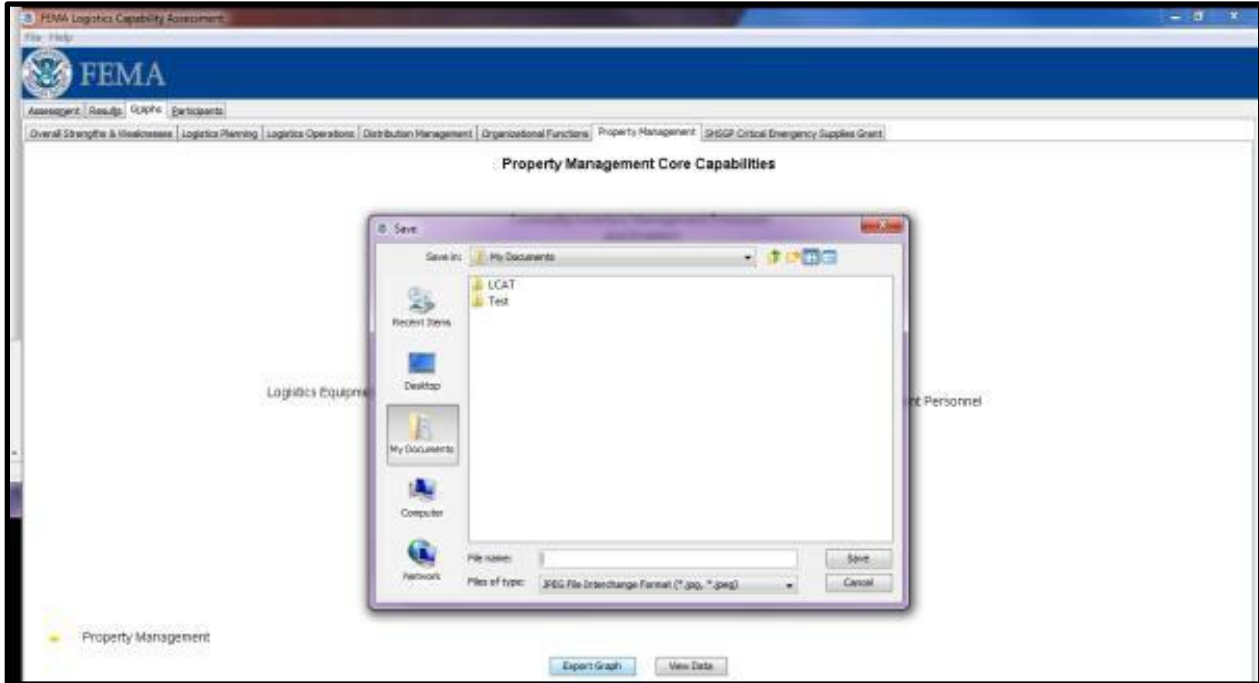 FEMA Logistics Capability Assessment
File Help
FEMA
Assessment Results Graphs Participants
Overall Strengths & Weaknesses Logistics Planning Logistics Operations Distribution Management Organizational Functions Property Management SHSGP Critical Emergency Supplies Grant
Property Management Core Capabilities
Save
Save in: My Documents
LCAT
Test
Recent Items
Desktop
My Documents
Computer
Network
Logistics Equipme
nt Personnel
File name:
Save
Files of type: JPEG File Interchange Format (*.jpg, *.jpeg)
Cancel
Property Management
Export Graph View Data